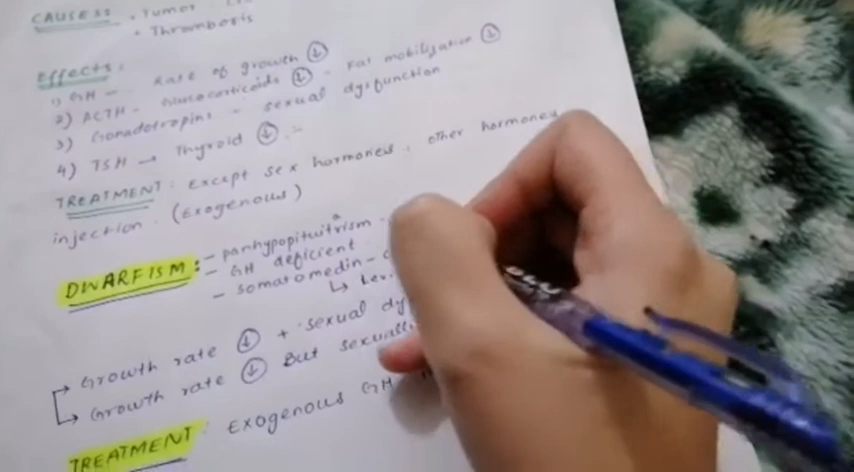 CAUSES: • Tumor
• Thrombosis
Effects:
1) GH - Rate of growth ↓ - Fat mobilization ↓
2) ACTH - Glucocorticoids ↓
3) Gonadotropins - sexual dysfunction
4) TSH → Thyroid ↓ :-
TREATMENT: Except sex hormones, other hormones
injection. (Exogenous)
DWARFISM: - panhypopituitarism
- GH deficient
- somatomedin -
↳
→ Growth rate ↓ + sexual
→ Growth rate ↓ But sexuall
TREATMENT: Exogenous GH